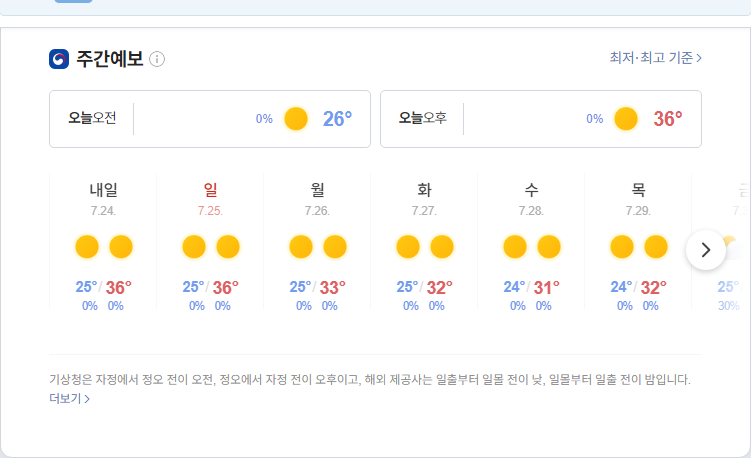 주간예보
최저·최고 기준
오늘오전 0% 26°
오늘오후 0% 36°
내일 일 월 화 수 목
7.24. 7.25. 7.26. 7.27. 7.28. 7.29.
25°/36° 25°/36° 25°/33° 25°/32° 24°/31° 24°/32° 25°
0% 0% 0% 0% 0% 0% 0% 0% 0% 0% 0% 0% 30%
기상청은 자정에서 정오 전이 오전, 정오에서 자정 전이 오후이고, 해외 제공사는 일출부터 일몰 전이 낮, 일몰부터 일출 전이 밤입니다.
더보기